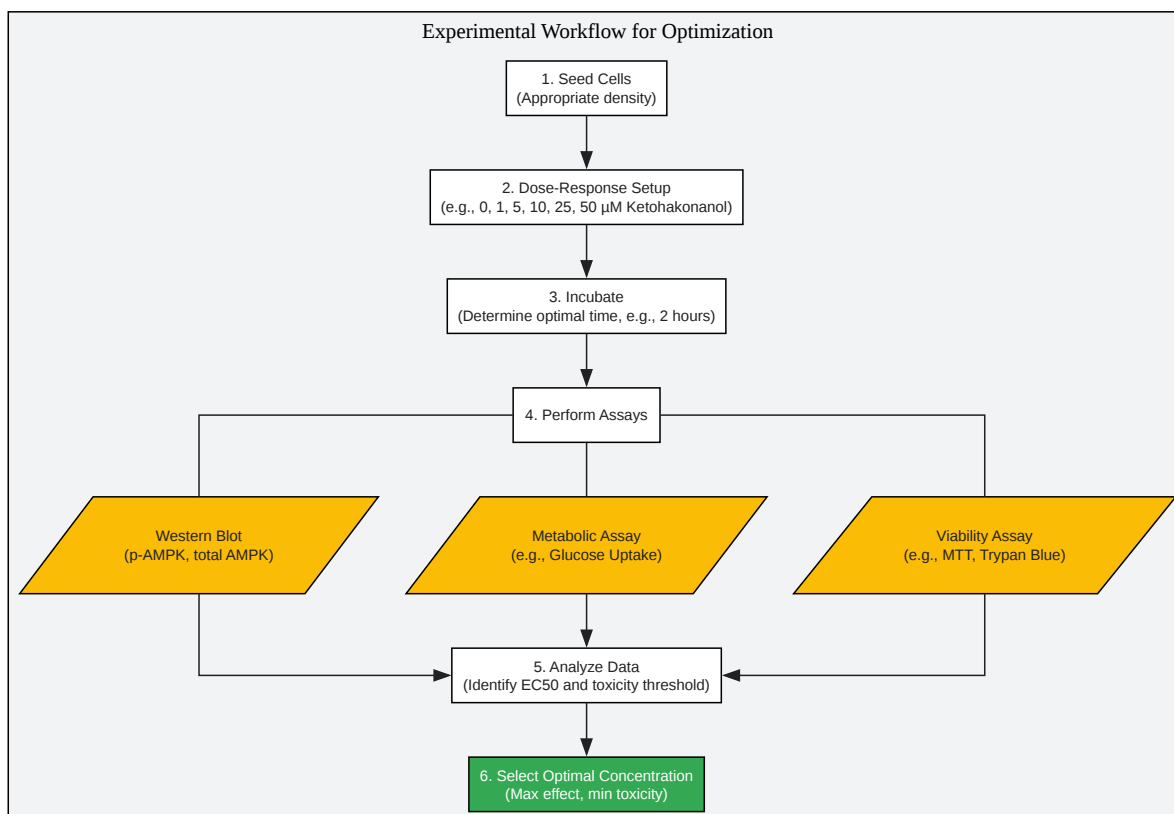 Experimental Workflow for Optimization
1. Seed Cells
(Appropriate density)
2. Dose-Response Setup
(e.g., 0, 1, 5, 10, 25, 50 µM Ketohakonanol)
3. Incubate
(Determine optimal time, e.g., 2 hours)
4. Perform Assays
Western Blot
(p-AMPK, total AMPK)
Metabolic Assay
(e.g., Glucose Uptake)
Viability Assay
(e.g., MTT, Trypan Blue)
5. Analyze Data
(Identify EC50 and toxicity threshold)
6. Select Optimal Concentration
(Max effect, min toxicity)